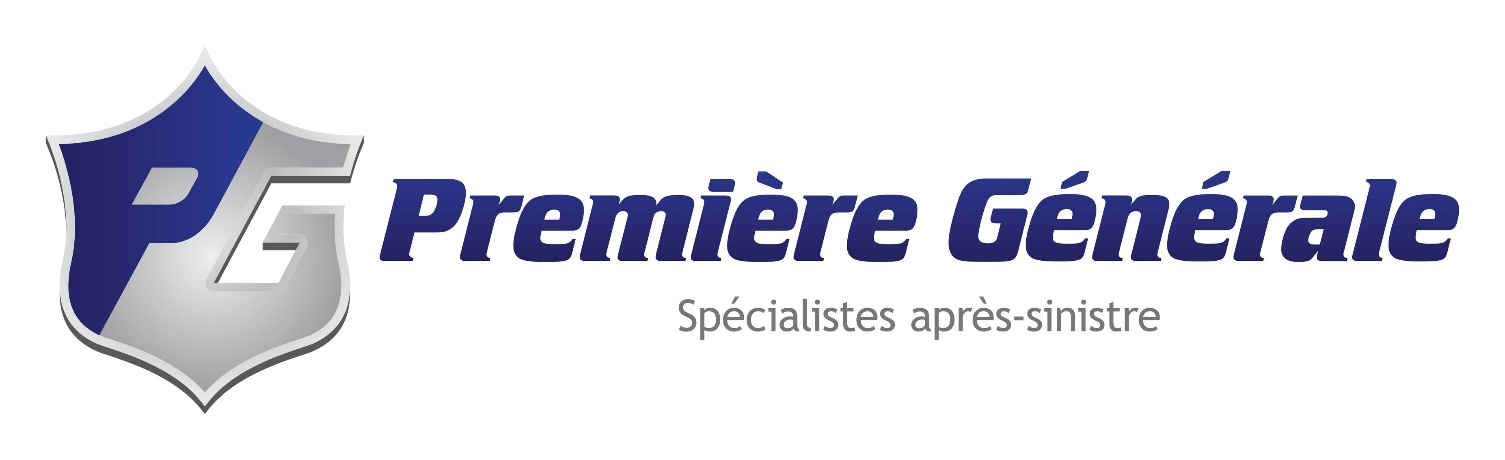 PG
Première Générale
Spécialistes après-sinistre